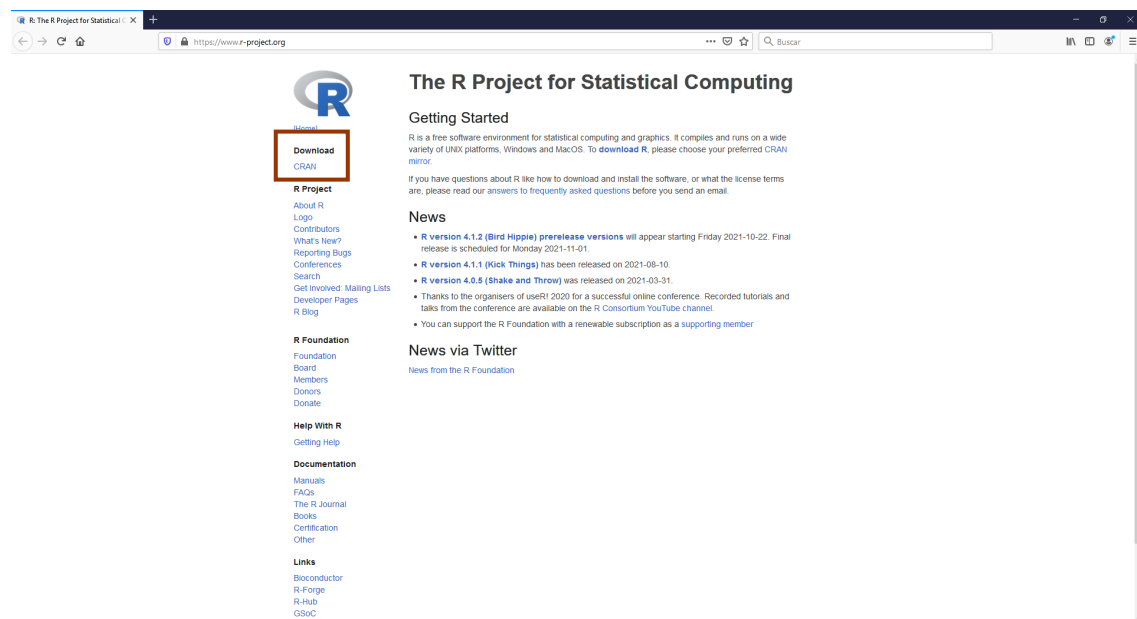 R: The R Project for Statistical C
https://www.r-project.org
Buscar
R
[Home]
Download
CRAN
R Project
About R
Logo
Contributors
What's New?
Reporting Bugs
Conferences
Search
Get Involved: Mailing Lists
Developer Pages
R Blog
R Foundation
Foundation
Board
Members
Donors
Donate
Help With R
Getting Help
Documentation
Manuals
FAQs
The R Journal
Books
Certification
Other
Links
Bioconductor
R-Forge
R-Hub
GSoC
The R Project for Statistical Computing
Getting Started
R is a free software environment for statistical computing and graphics. It compiles and runs on a wide
variety of UNIX platforms, Windows and MacOS. To download R, please choose your preferred CRAN
mirror.
If you have questions about R like how to download and install the software, or what the license terms
are, please read our answers to frequently asked questions before you send an email.
News
• R version 4.1.2 (Bird Hippie) prerelease versions will appear starting Friday 2021-10-22. Final
release is scheduled for Monday 2021-11-01.
• R version 4.1.1 (Kick Things) has been released on 2021-08-10.
• R version 4.0.5 (Shake and Throw) was released on 2021-03-31.
• Thanks to the organisers of useR! 2020 for a successful online conference. Recorded tutorials and
talks from the conference are available on the R Consortium YouTube channel.
• You can support the R Foundation with a renewable subscription as a supporting member
News via Twitter
News from the R Foundation